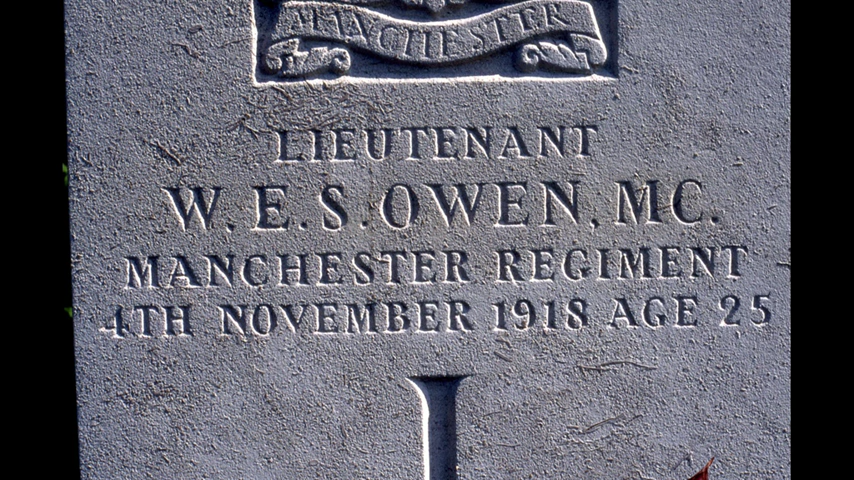 MANCHESTER
LIEUTENANT
W. E. S. OWEN, MC.
MANCHESTER REGIMENT
4TH NOVEMBER 1918 AGE 25